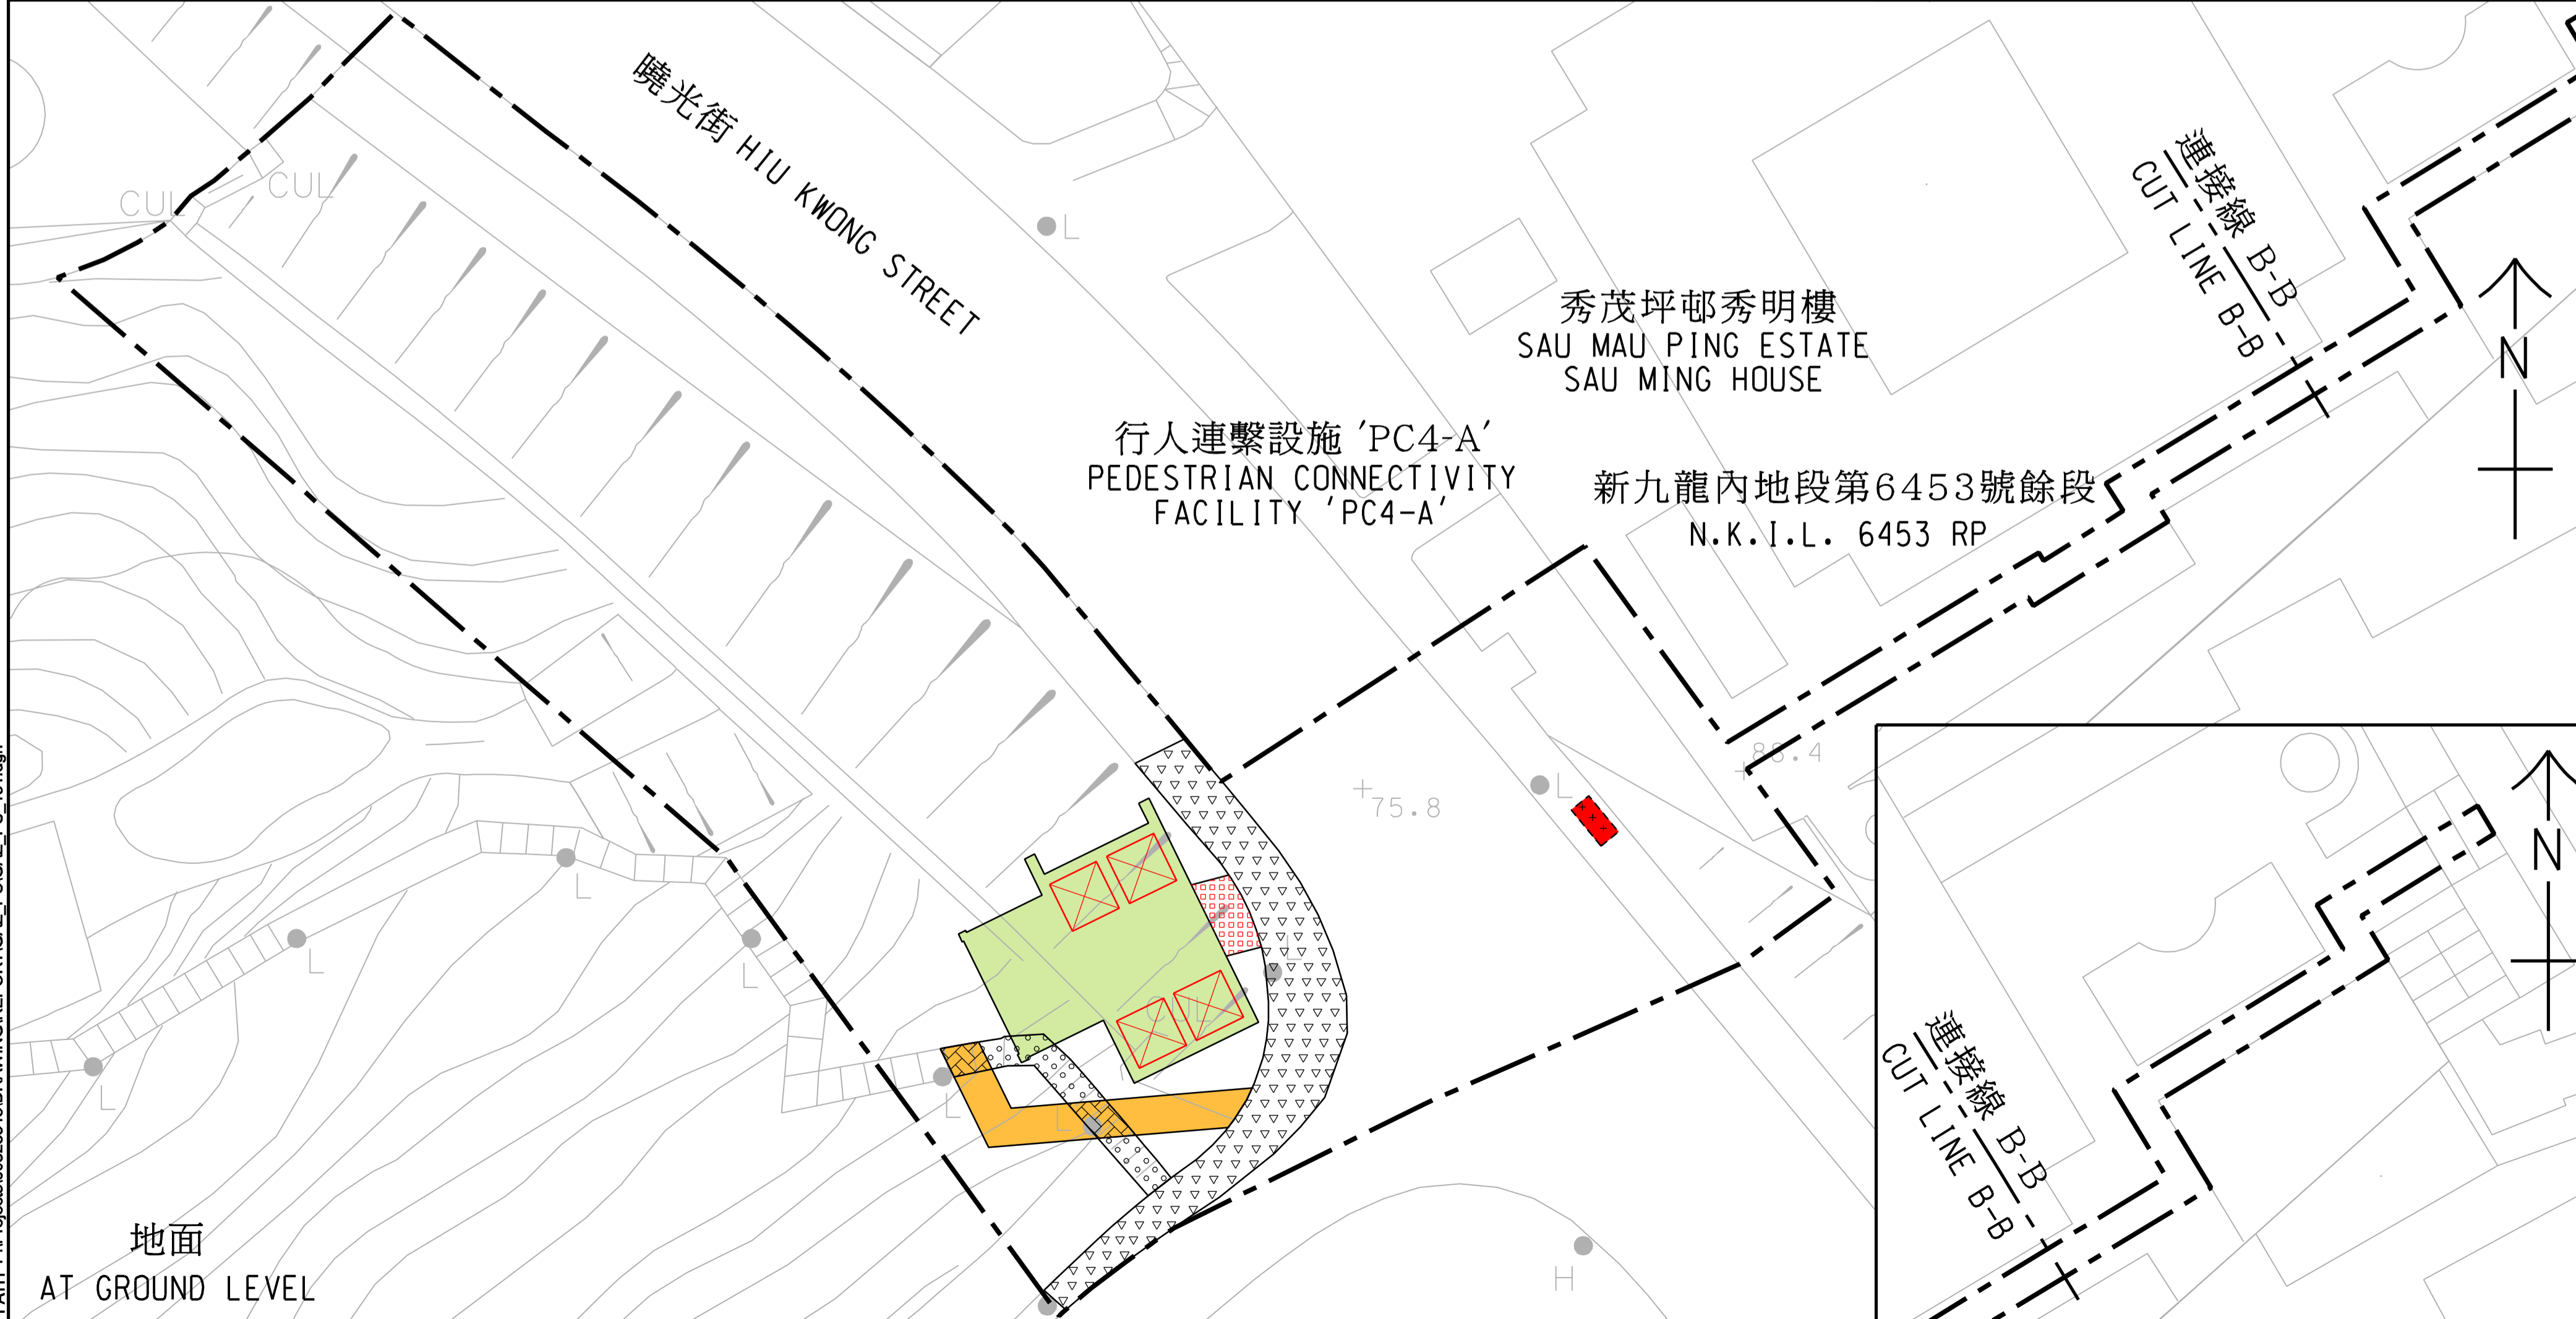 曉光街 HIU KWONG STREET
CUL
CUL
L
連接線 B-B
CUT LINE B-B
N
秀茂坪邨秀明樓
SAU MAU PING ESTATE
SAU MING HOUSE
行人連繫設施 'PC4-A'
PEDESTRIAN CONNECTIVITY
FACILITY 'PC4-A'
新九龍內地段第6453號餘段
N.K.I.L. 6453 RP
88.4
75.8
L
L
L
L
L
L
L
L
CUL
N
連接線 B-B
CUT LINE B-B
H
地面
AT GROUND LEVEL